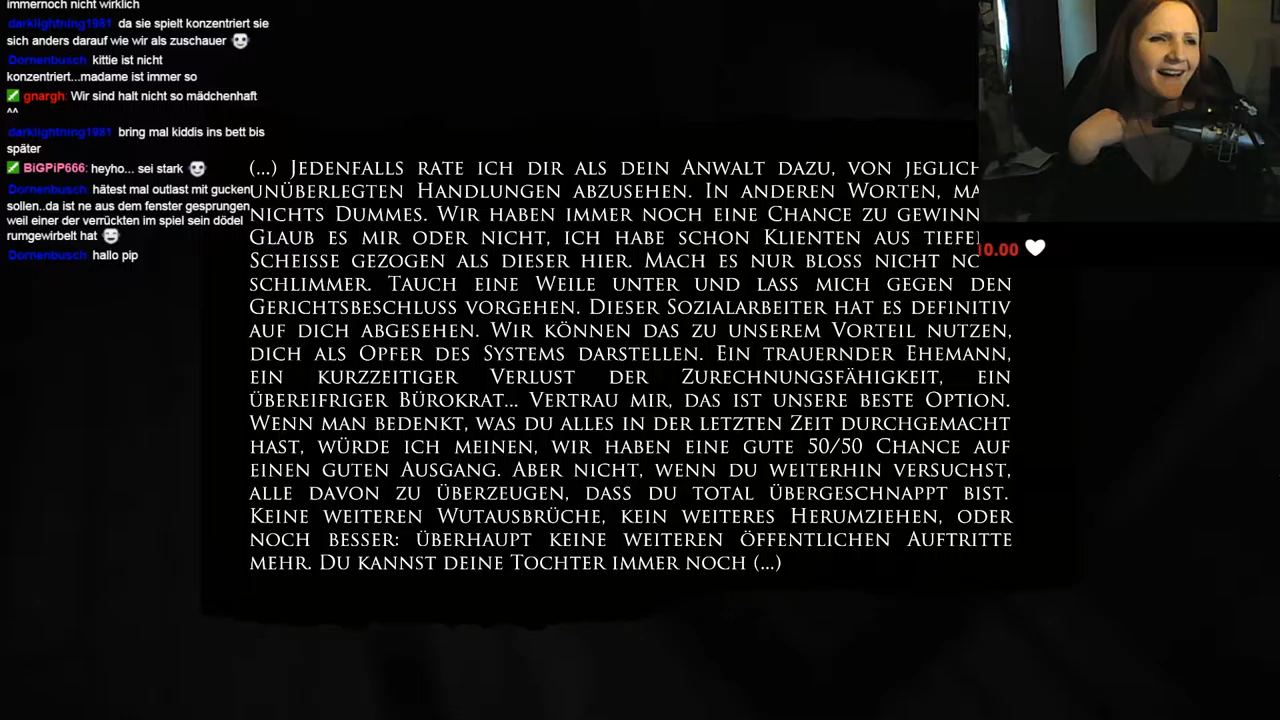 immernoch nicht wirklich
darklightning1981 da sie spielt konzentriert sie
sich anders darauf wie wir als zuschauer
Dornenbusch: kittie ist nicht
konzentriert...madame ist immer so
gnargh: Wir sind halt nicht so mädchenhaft
^^
darklightning1981 bring mal kiddis ins bett bis
später
BiGPiP666: heyho... sei stark
Dornenbusch: hätest mal outlast mit gucken
sollen..da ist ne aus dem fenster gesprungen
weil einer der verrückten im spiel sein dödel
rumgewirbelt hat
Dornenbusch: hallo pip
(...) Jedenfalls rate ich dir als dein Anwalt dazu, von
unüberlegten Handlungen abzusehen. In anderen Worten,
nichts Dummes. Wir haben immer noch eine Chance zu
Glaub es mir oder nicht, ich habe schon Klienten aus
Scheisse gezogen als dieser hier. Mach es nur bloss nicht
schlimmer. Tauch eine Weile unter und lass mich gegen den
Gerichtsbeschluss vorgehen. Dieser Sozialarbeiter hat es definitiv
auf dich abgesehen. Wir können das zu unserem Vorteil nutzen,
dich als Opfer des Systems darstellen. Ein trauernder Ehemann,
ein kurzzeitiger Verlust der Zurechnungsfähigkeit, ein
übereifriger Bürokrat... Vertrau mir, das ist unsere beste Option.
Wenn man bedenkt, was du alles in der letzten Zeit durchgemacht
hast, würde ich meinen, wir haben eine gute 50/50 Chance auf
einen guten Ausgang. Aber nicht, wenn du weiterhin versuchst,
alle davon zu überzeugen, dass du total übergeschnappt bist.
Keine weiteren Wutausbrüche, kein weiteres Herumziehen, oder
noch besser: überhaupt keine weiteren öffentlichen Auftritte
mehr. Du kannst deine Tochter immer noch (...)
10.00